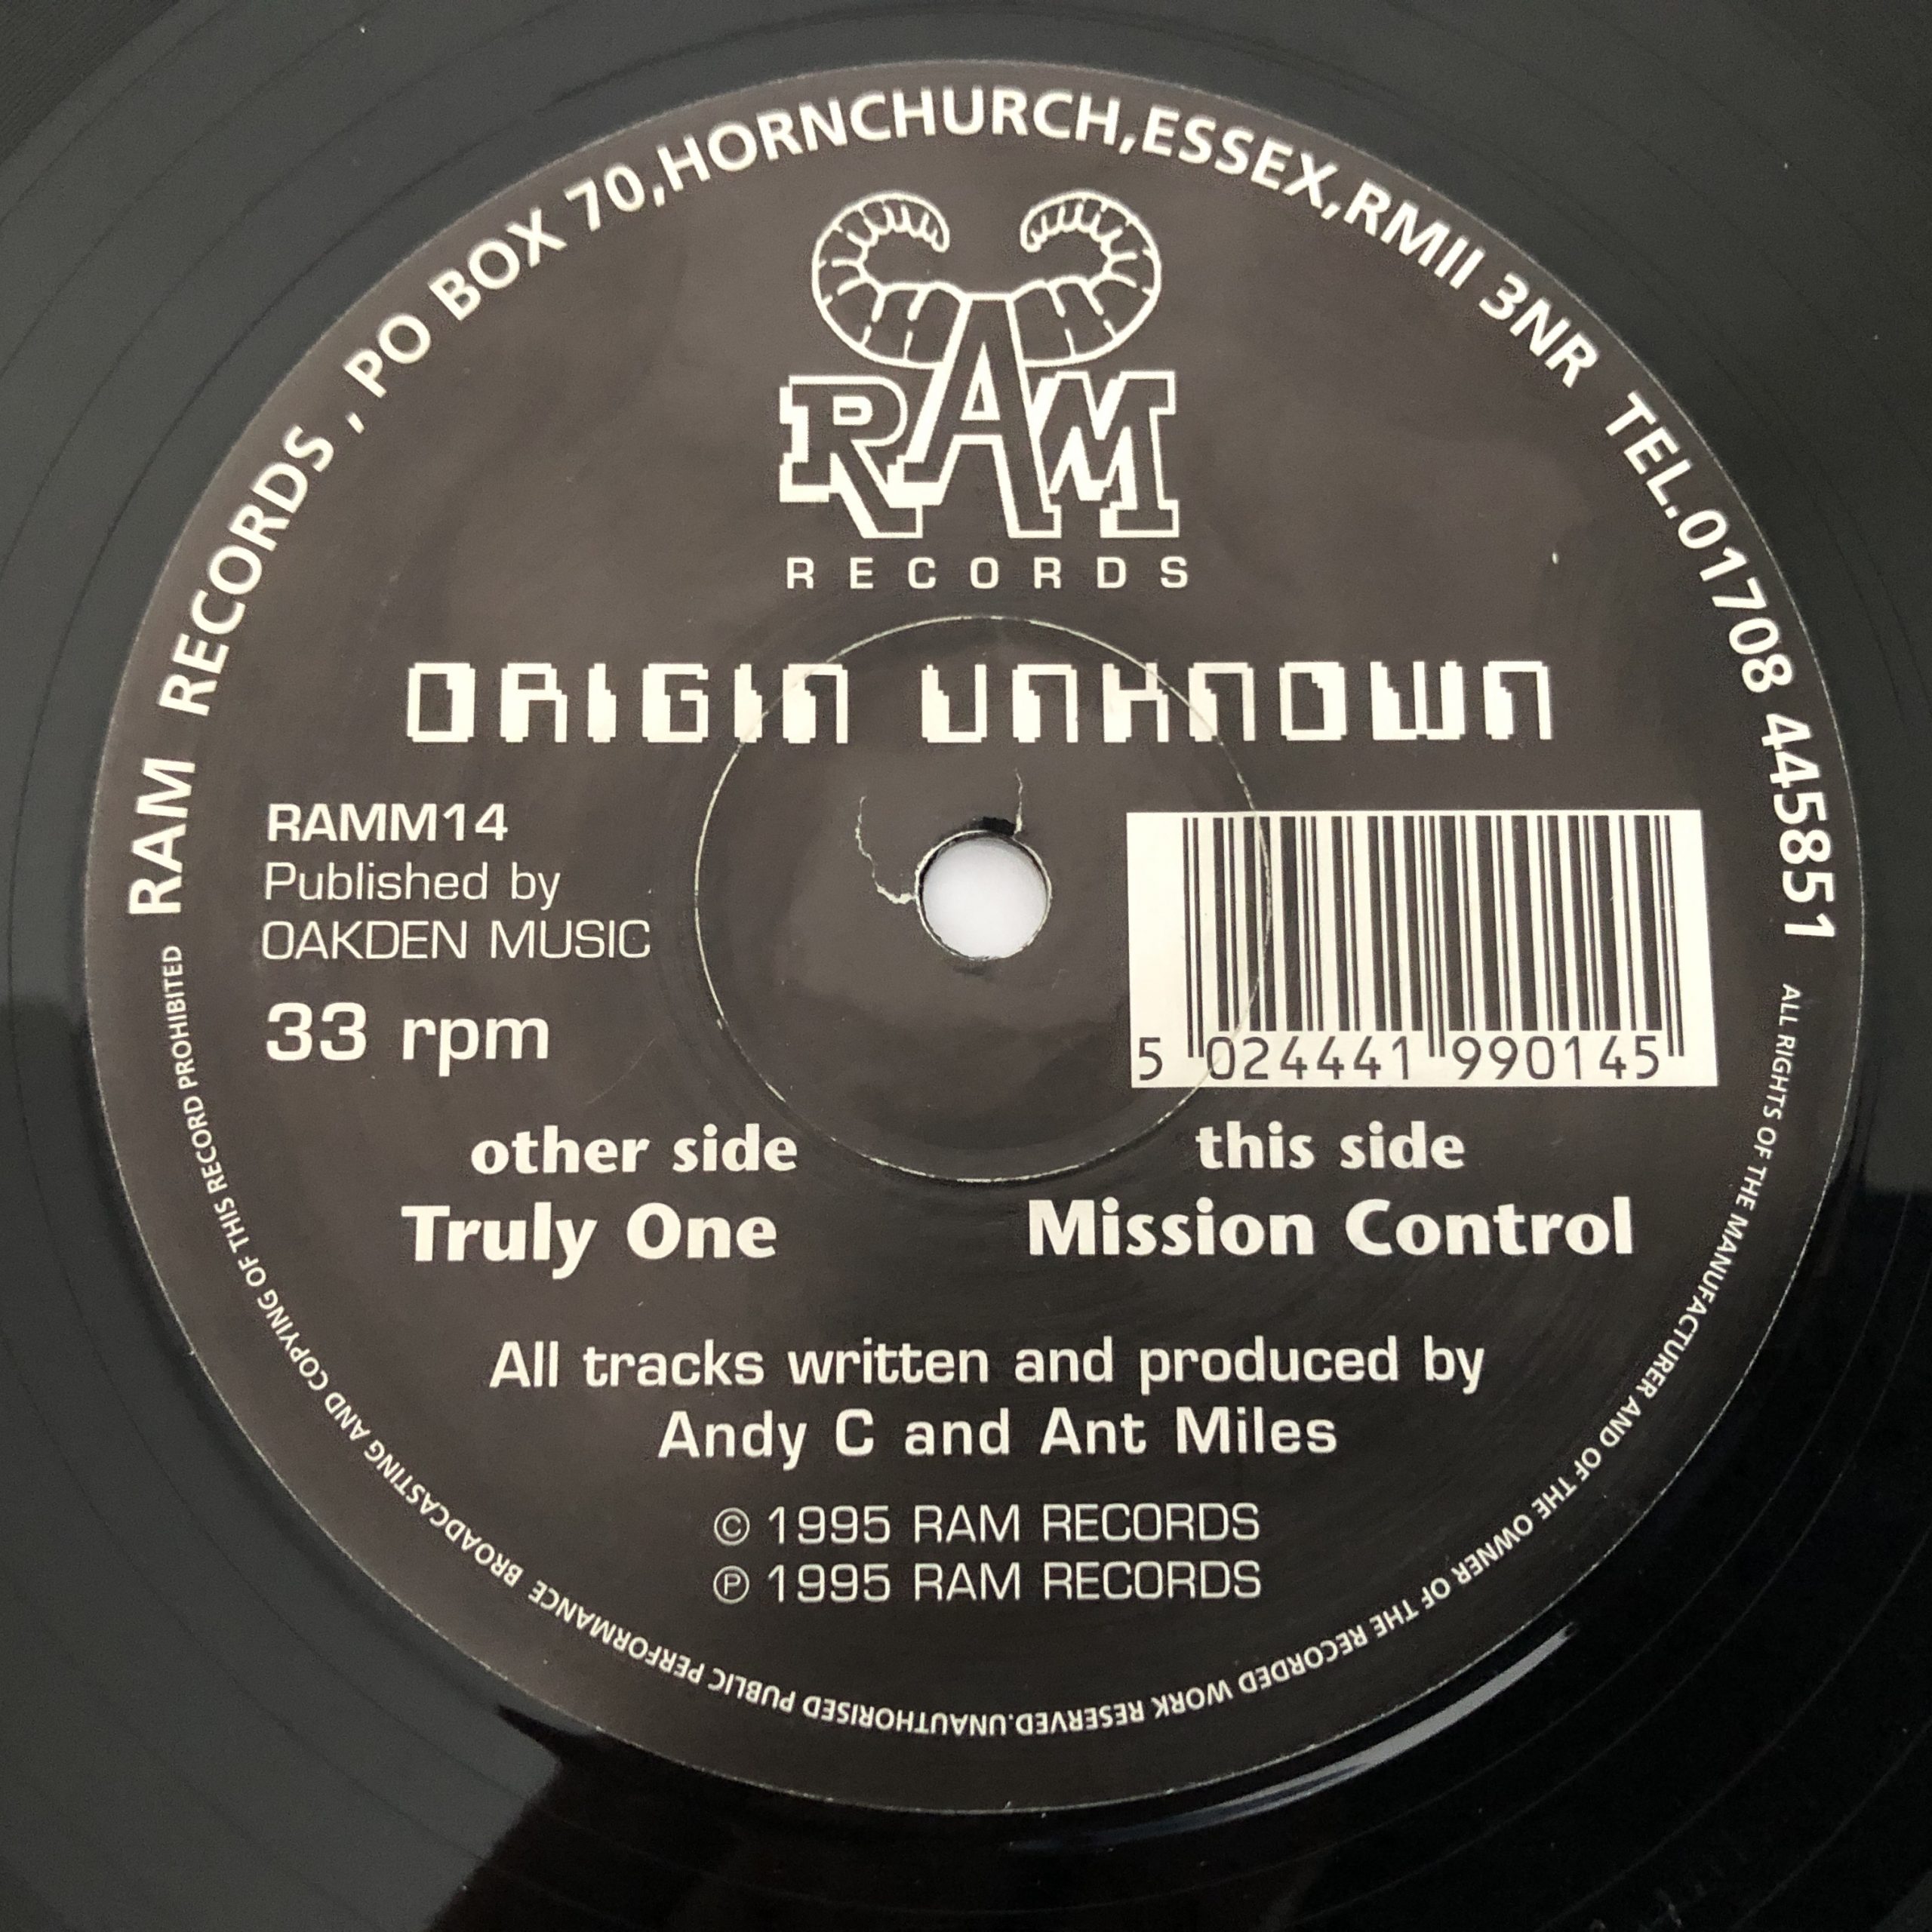 RAM RECORDS , PO BOX 70,HORNCHURCH,ESSEX,RM11 3NR TEL.01708 445851
RAM
RECORDS
ORIGIN UNKNOWN
RAMM14
Published by
OAKDEN MUSIC
33 rpm
5 024441 990145
other side
Truly One
this side
Mission Control
All tracks written and produced by
Andy C and Ant Miles
© 1995 RAM RECORDS
℗ 1995 RAM RECORDS
ALL RIGHTS OF THE MANUFACTURER AND OF THE OWNER OF THE RECORDED WORK RESERVED.UNAUTHORISED PUBLIC PERFORMANCE BROADCASTING AND COPYING OF THIS RECORD PROHIBITED